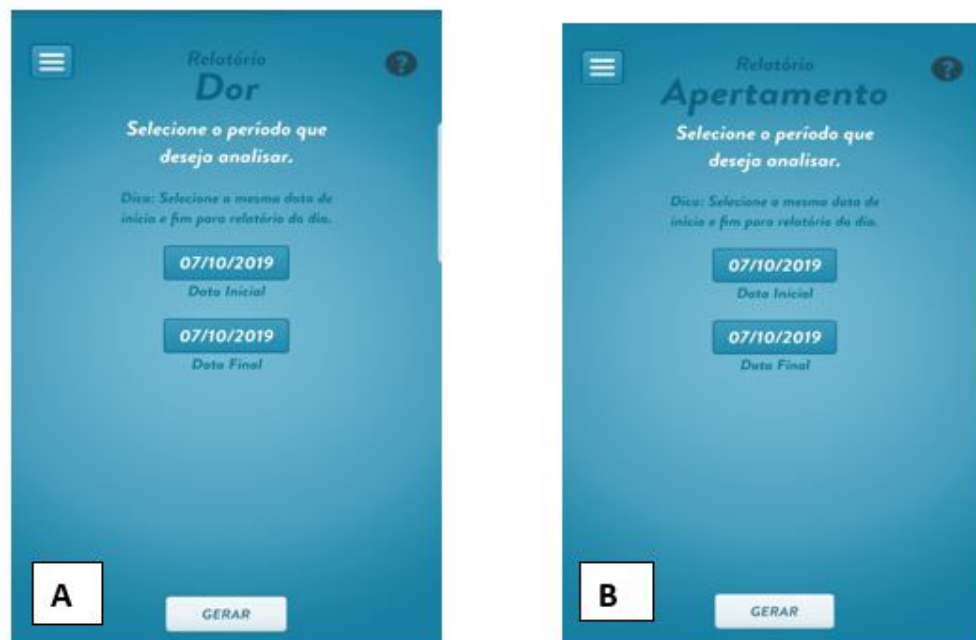 Relatório
Dor
Selecione o período que
deseja analisar.
Dica: Selecione a mesma data de
início e fim para relatório do dia.
07/10/2019
Data Inicial
07/10/2019
Data Final
GERAR
A
Relatório
Apertamento
Selecione o período que
deseja analisar.
Dica: Selecione a mesma data de
início e fim para relatório do dia.
07/10/2019
Data Inicial
07/10/2019
Data Final
GERAR
B